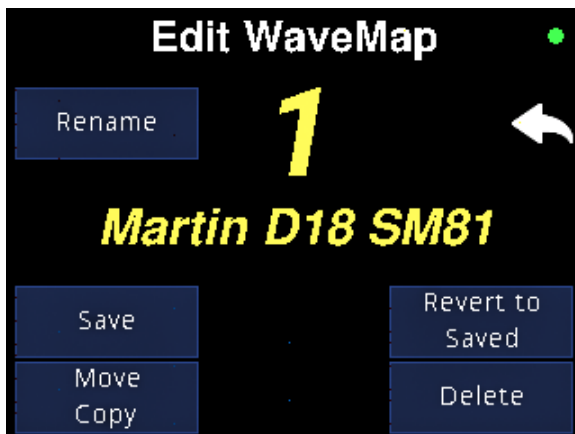 Edit WaveMap
Rename
1
Martin D18 SM81
Save
Revert to
Saved
Move
Copy
Delete